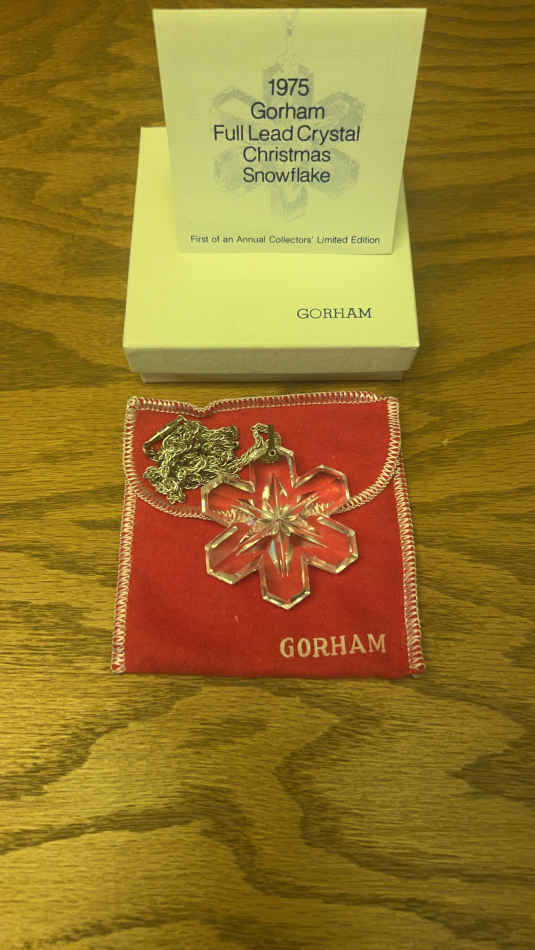 1975
Gorham
Full Lead Crystal
Christmas
Snowflake
First of an Annual Collectors' Limited Edition
GORHAM
GORHAM